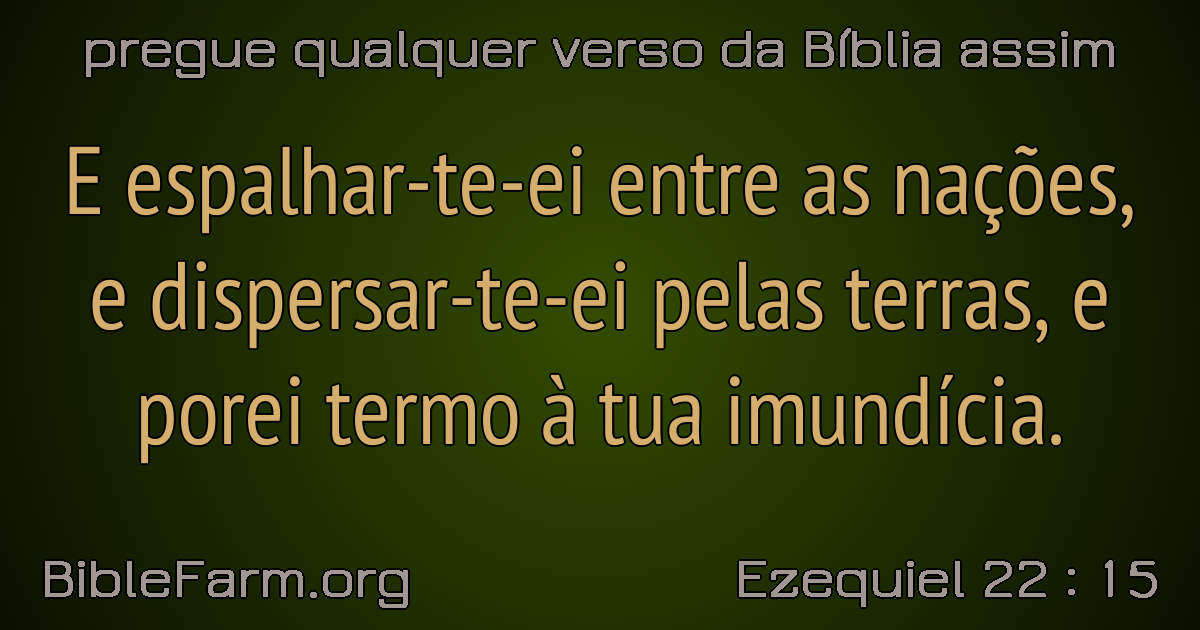 pregue qualquer verso da Bíblia assim
E espalhar-te-ei entre as nações,
e dispersar-te-ei pelas terras, e
porei termo à tua imundícia.
BibleFarm.org
Ezequiel 22 : 15